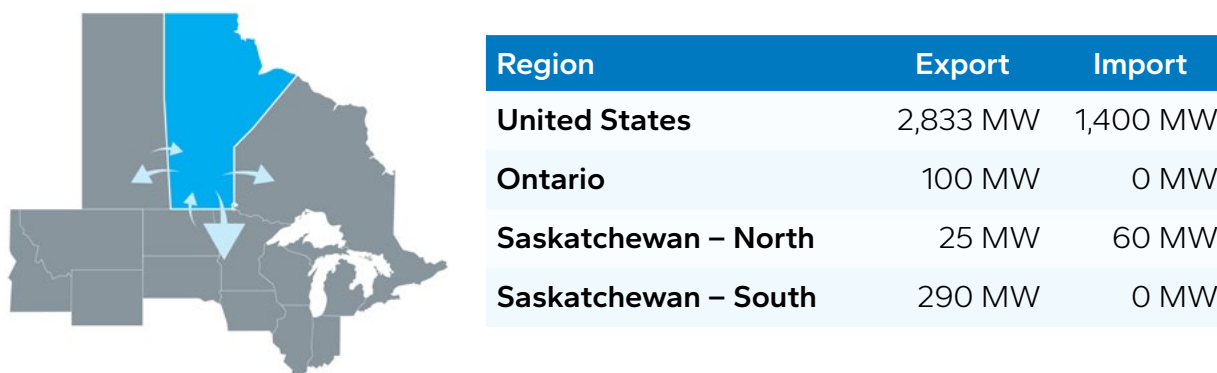 Region Export Import
United States 2,833 MW 1,400 MW
Ontario 100 MW 0 MW
Saskatchewan – North 25 MW 60 MW
Saskatchewan – South 290 MW 0 MW